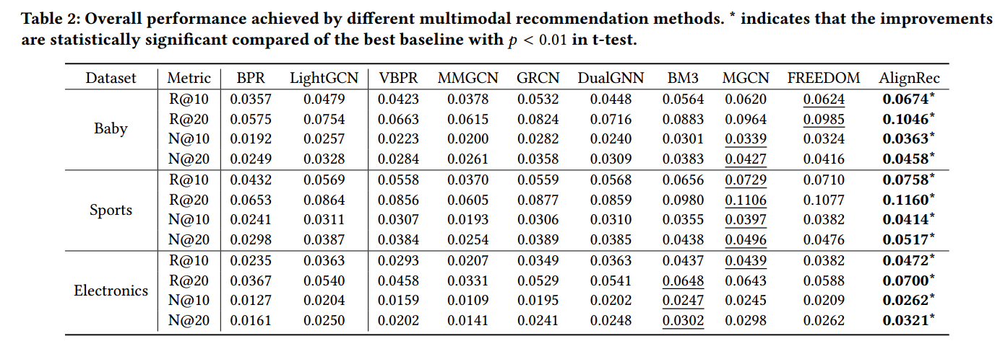 Table 2: Overall performance achieved by different multimodal recommendation methods. * indicates that the improvements
are statistically significant compared of the best baseline with p < 0.01 in t-test.
Dataset Metric BPR LightGCN VBPR MMGCN GRCN DualGNN BM3 MGCN FREEDOM AlignRec
Baby
R@10 0.0357 0.0479 0.0423 0.0378 0.0532 0.0448 0.0564 0.0620 0.0624 0.0674*
R@20 0.0575 0.0754 0.0663 0.0615 0.0824 0.0716 0.0883 0.0964 0.0985 0.1046*
N@10 0.0192 0.0257 0.0223 0.0200 0.0282 0.0240 0.0301 0.0339 0.0324 0.0363*
N@20 0.0249 0.0328 0.0284 0.0261 0.0358 0.0309 0.0383 0.0427 0.0416 0.0458*
Sports
R@10 0.0432 0.0569 0.0558 0.0370 0.0559 0.0568 0.0656 0.0729 0.0710 0.0758*
R@20 0.0653 0.0864 0.0856 0.0605 0.0877 0.0859 0.0980 0.1106 0.1077 0.1160*
N@10 0.0241 0.0311 0.0307 0.0193 0.0306 0.0310 0.0355 0.0397 0.0382 0.0414*
N@20 0.0298 0.0387 0.0384 0.0254 0.0389 0.0385 0.0438 0.0496 0.0476 0.0517*
Electronics
R@10 0.0235 0.0363 0.0293 0.0207 0.0349 0.0363 0.0437 0.0439 0.0382 0.0472*
R@20 0.0367 0.0540 0.0458 0.0331 0.0529 0.0541 0.0648 0.0643 0.0588 0.0700*
N@10 0.0127 0.0204 0.0159 0.0109 0.0195 0.0202 0.0247 0.0245 0.0209 0.0262*
N@20 0.0161 0.0250 0.0202 0.0141 0.0241 0.0248 0.0302 0.0298 0.0262 0.0321*